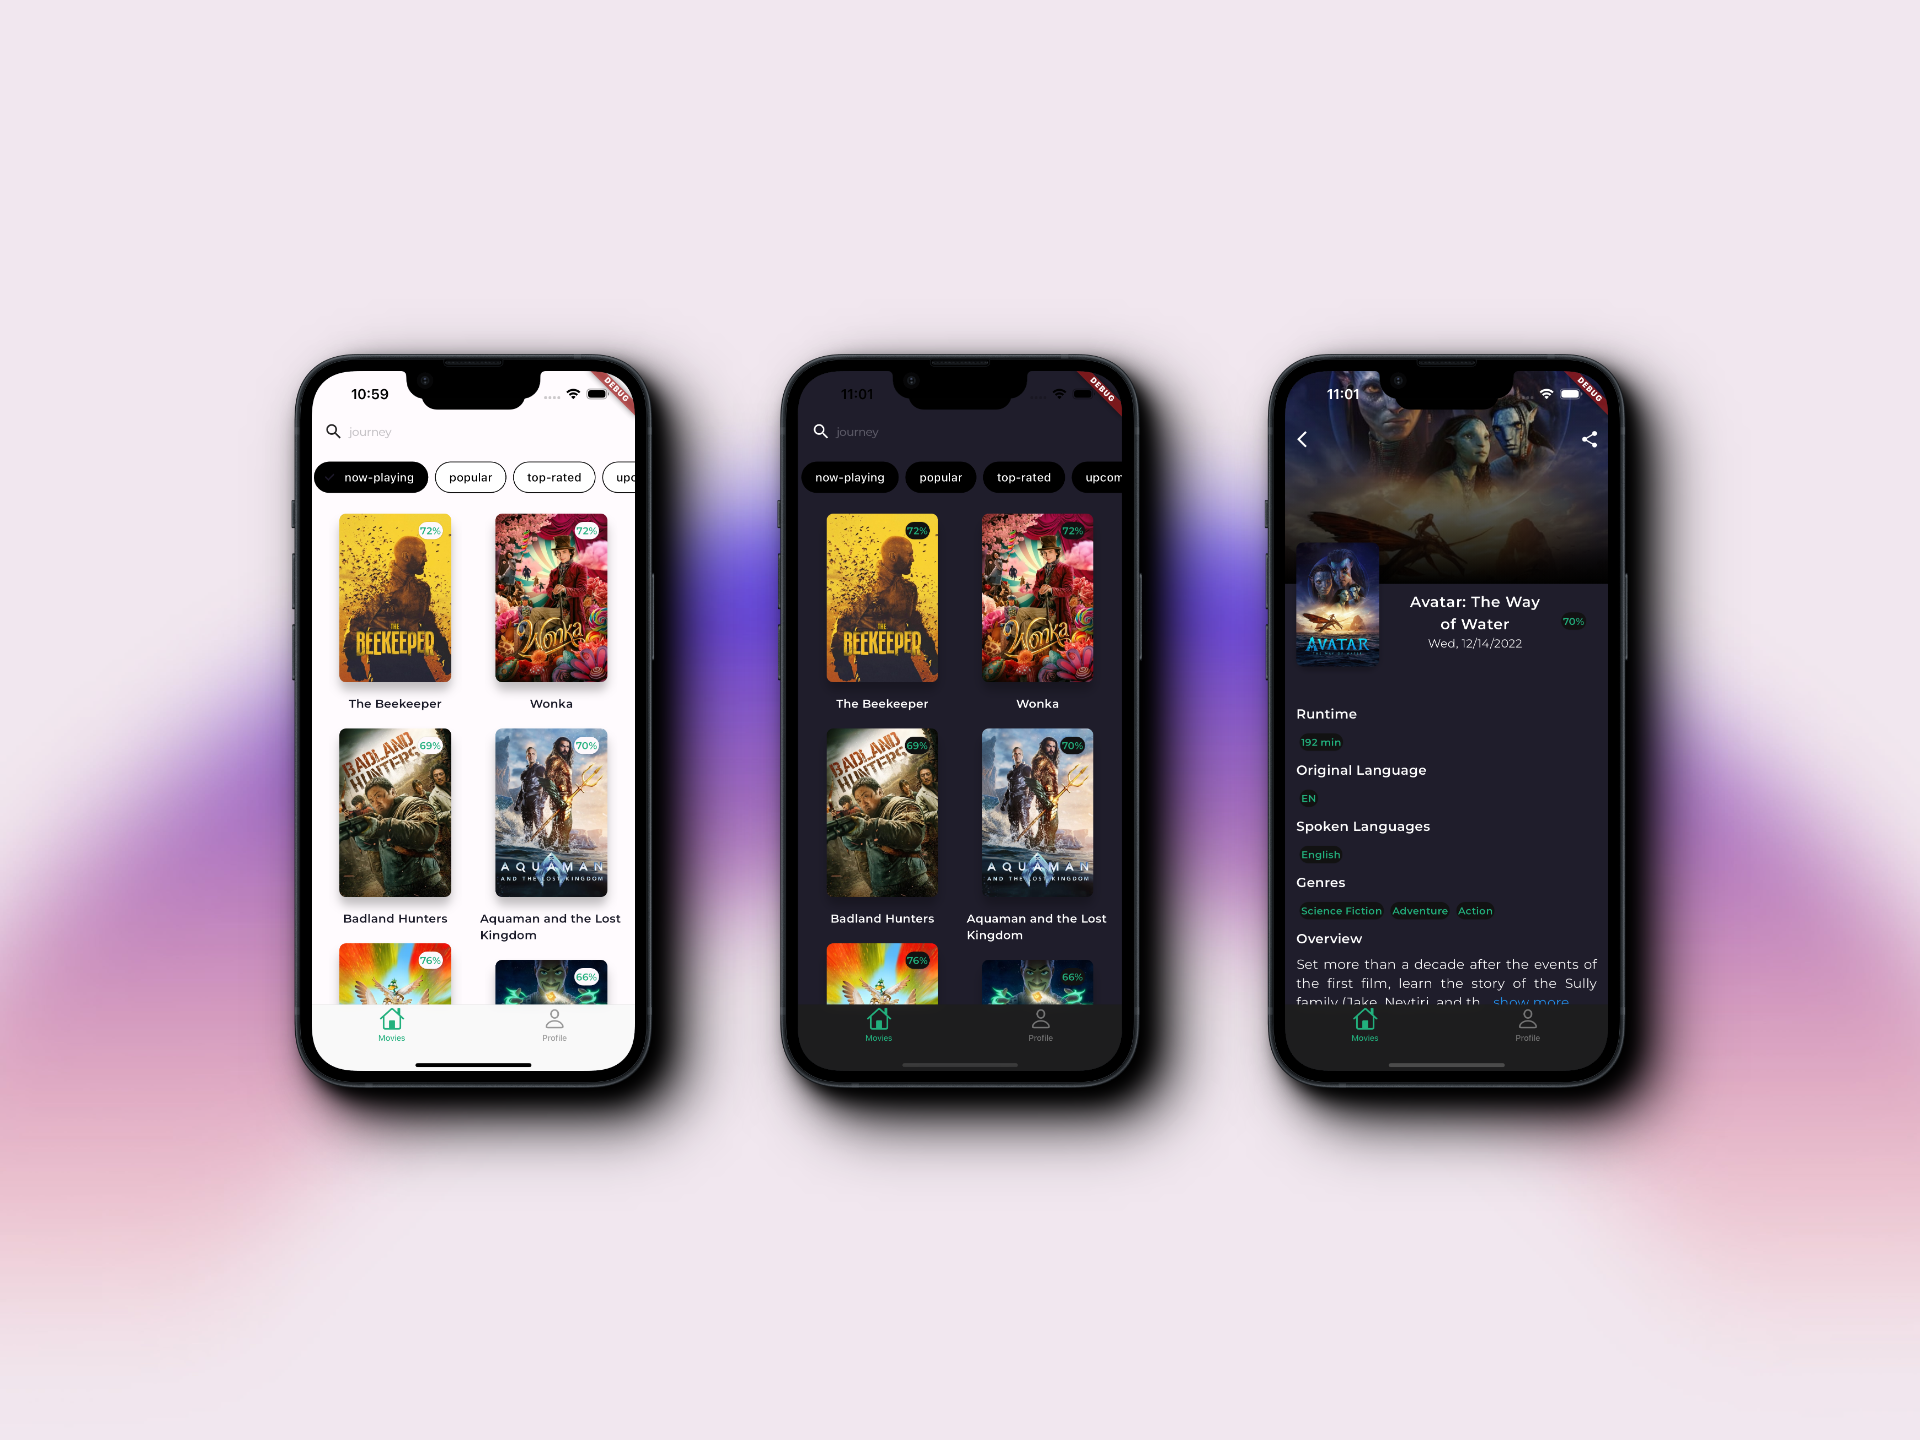 10:59
DEBUG
journey
now-playing
popular
top-rated
upc
72%
72%
THE
BEEKEEPER
Wonka
The Beekeeper
Wonka
69%
70%
BADLAND
HUNTERS
AQUAMAN
AND THE LOST KINGDOM
Badland Hunters
Aquaman and the Lost
Kingdom
76%
66%
Movies
Profile
11:01
DEBUG
journey
now-playing
popular
top-rated
upcom
72%
72%
THE
BEEKEEPER
Wonka
The Beekeeper
Wonka
69%
70%
BADLAND
HUNTERS
AQUAMAN
AND THE LOST KINGDOM
Badland Hunters
Aquaman and the Lost
Kingdom
76%
66%
Movies
Profile
11:01
DEBUG
AVATAR
THE WAY OF WATER
Avatar: The Way
of Water
Wed, 12/14/2022
70%
Runtime
192 min
Original Language
EN
Spoken Languages
English
Genres
Science Fiction
Adventure
Action
Overview
Set more than a decade after the events of
the first film, learn the story of the Sully
family (Jake, Neytiri, and th... show more
Movies
Profile